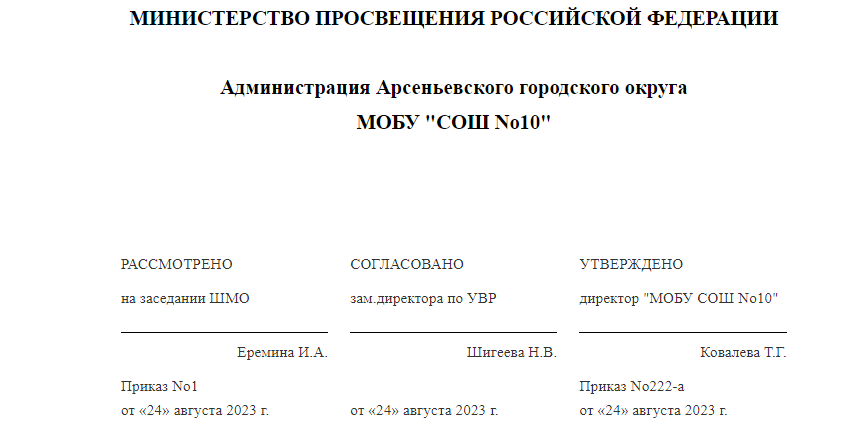 МИНИСТЕРСТВО ПРОСВЕЩЕНИЯ РОССИЙСКОЙ ФЕДЕРАЦИИ
Администрация Арсеньевского городского округа
МОБУ "СОШ No10"
РАССМОТРЕНО
на заседании ШМО
Еремина И.А.
Приказ No1
от «24» августа 2023 г.
СОГЛАСОВАНО
зам.директора по УВР
Шигеева Н.В.
от «24» августа 2023 г.
УТВЕРЖДЕНО
директор "МОБУ СОШ No10"
Ковалева Т.Г.
Приказ No222-а
от «24» августа 2023 г.